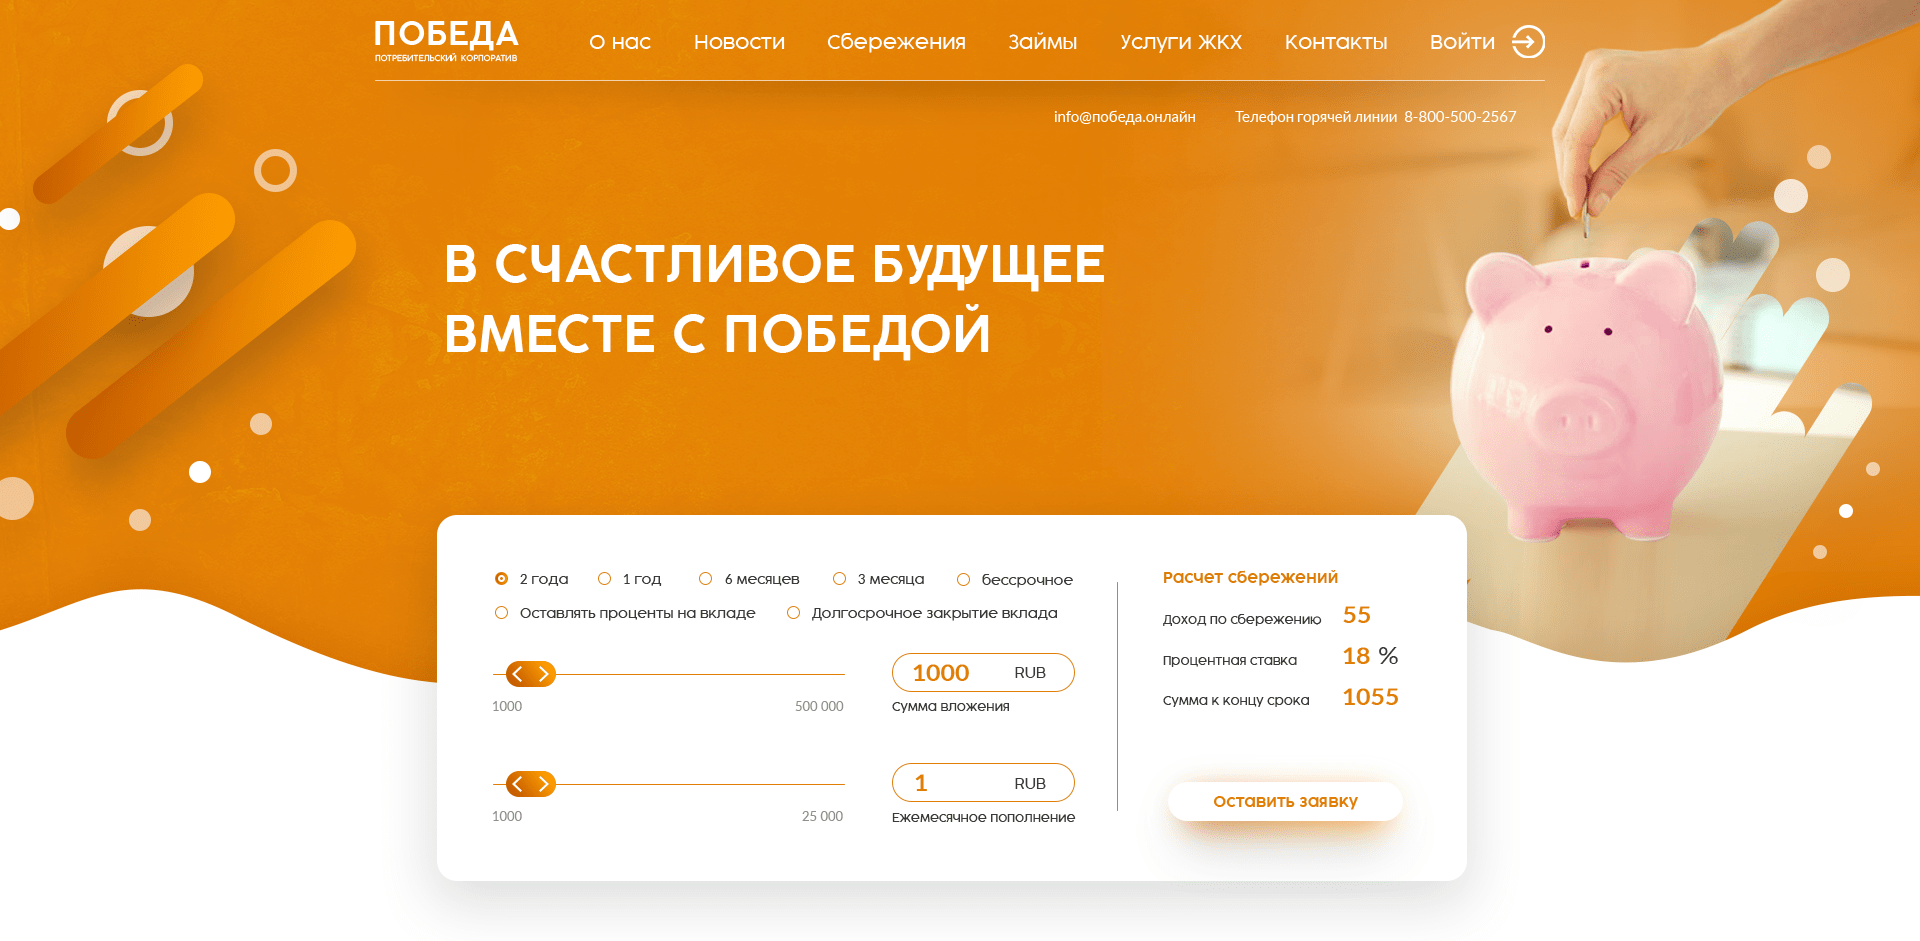 ПОБЕДА
ПОТРЕБИТЕЛЬСКИЙ КОРПОРАТИВ
О нас Новости Сбережения Займы Услуги ЖКХ Контакты Войти
info@победа.онлайн Телефон горячей линии 8-800-500-2567
В СЧАСТЛИВОЕ БУДУЩЕЕ
ВМЕСТЕ С ПОБЕДОЙ
2 года 1 год 6 месяцев 3 месяца бессрочное
Оставлять проценты на вкладе Долгосрочное закрытие вклада
1000 RUB
1000 500 000 Сумма вложения
1 RUB
1000 25 000 Ежемесячное пополнение
Расчет сбережений
Доход по сбережению 55
Процентная ставка 18 %
Сумма к концу срока 1055
Оставить заявку